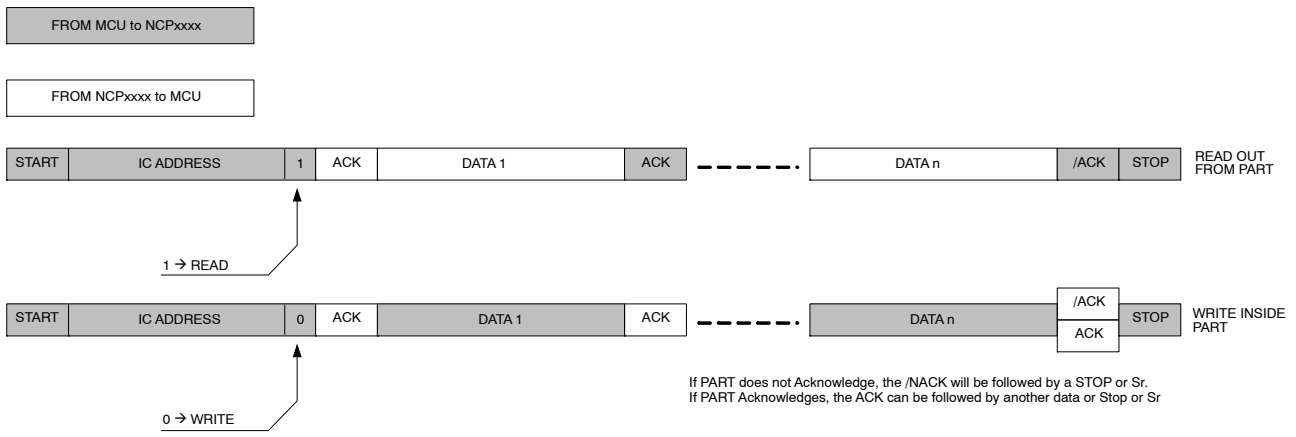 FROM MCU to NCPxxxx
FROM NCPxxxx to MCU
START IC ADDRESS 1 ACK DATA 1 ACK DATA n /ACK STOP READ OUT
FROM PART
1 → READ
START IC ADDRESS 0 ACK DATA 1 ACK DATA n /ACK STOP WRITE INSIDE
ACK PART
If PART does not Acknowledge, the /NACK will be followed by a STOP or Sr.
If PART Acknowledges, the ACK can be followed by another data or Stop or Sr
0 → WRITE